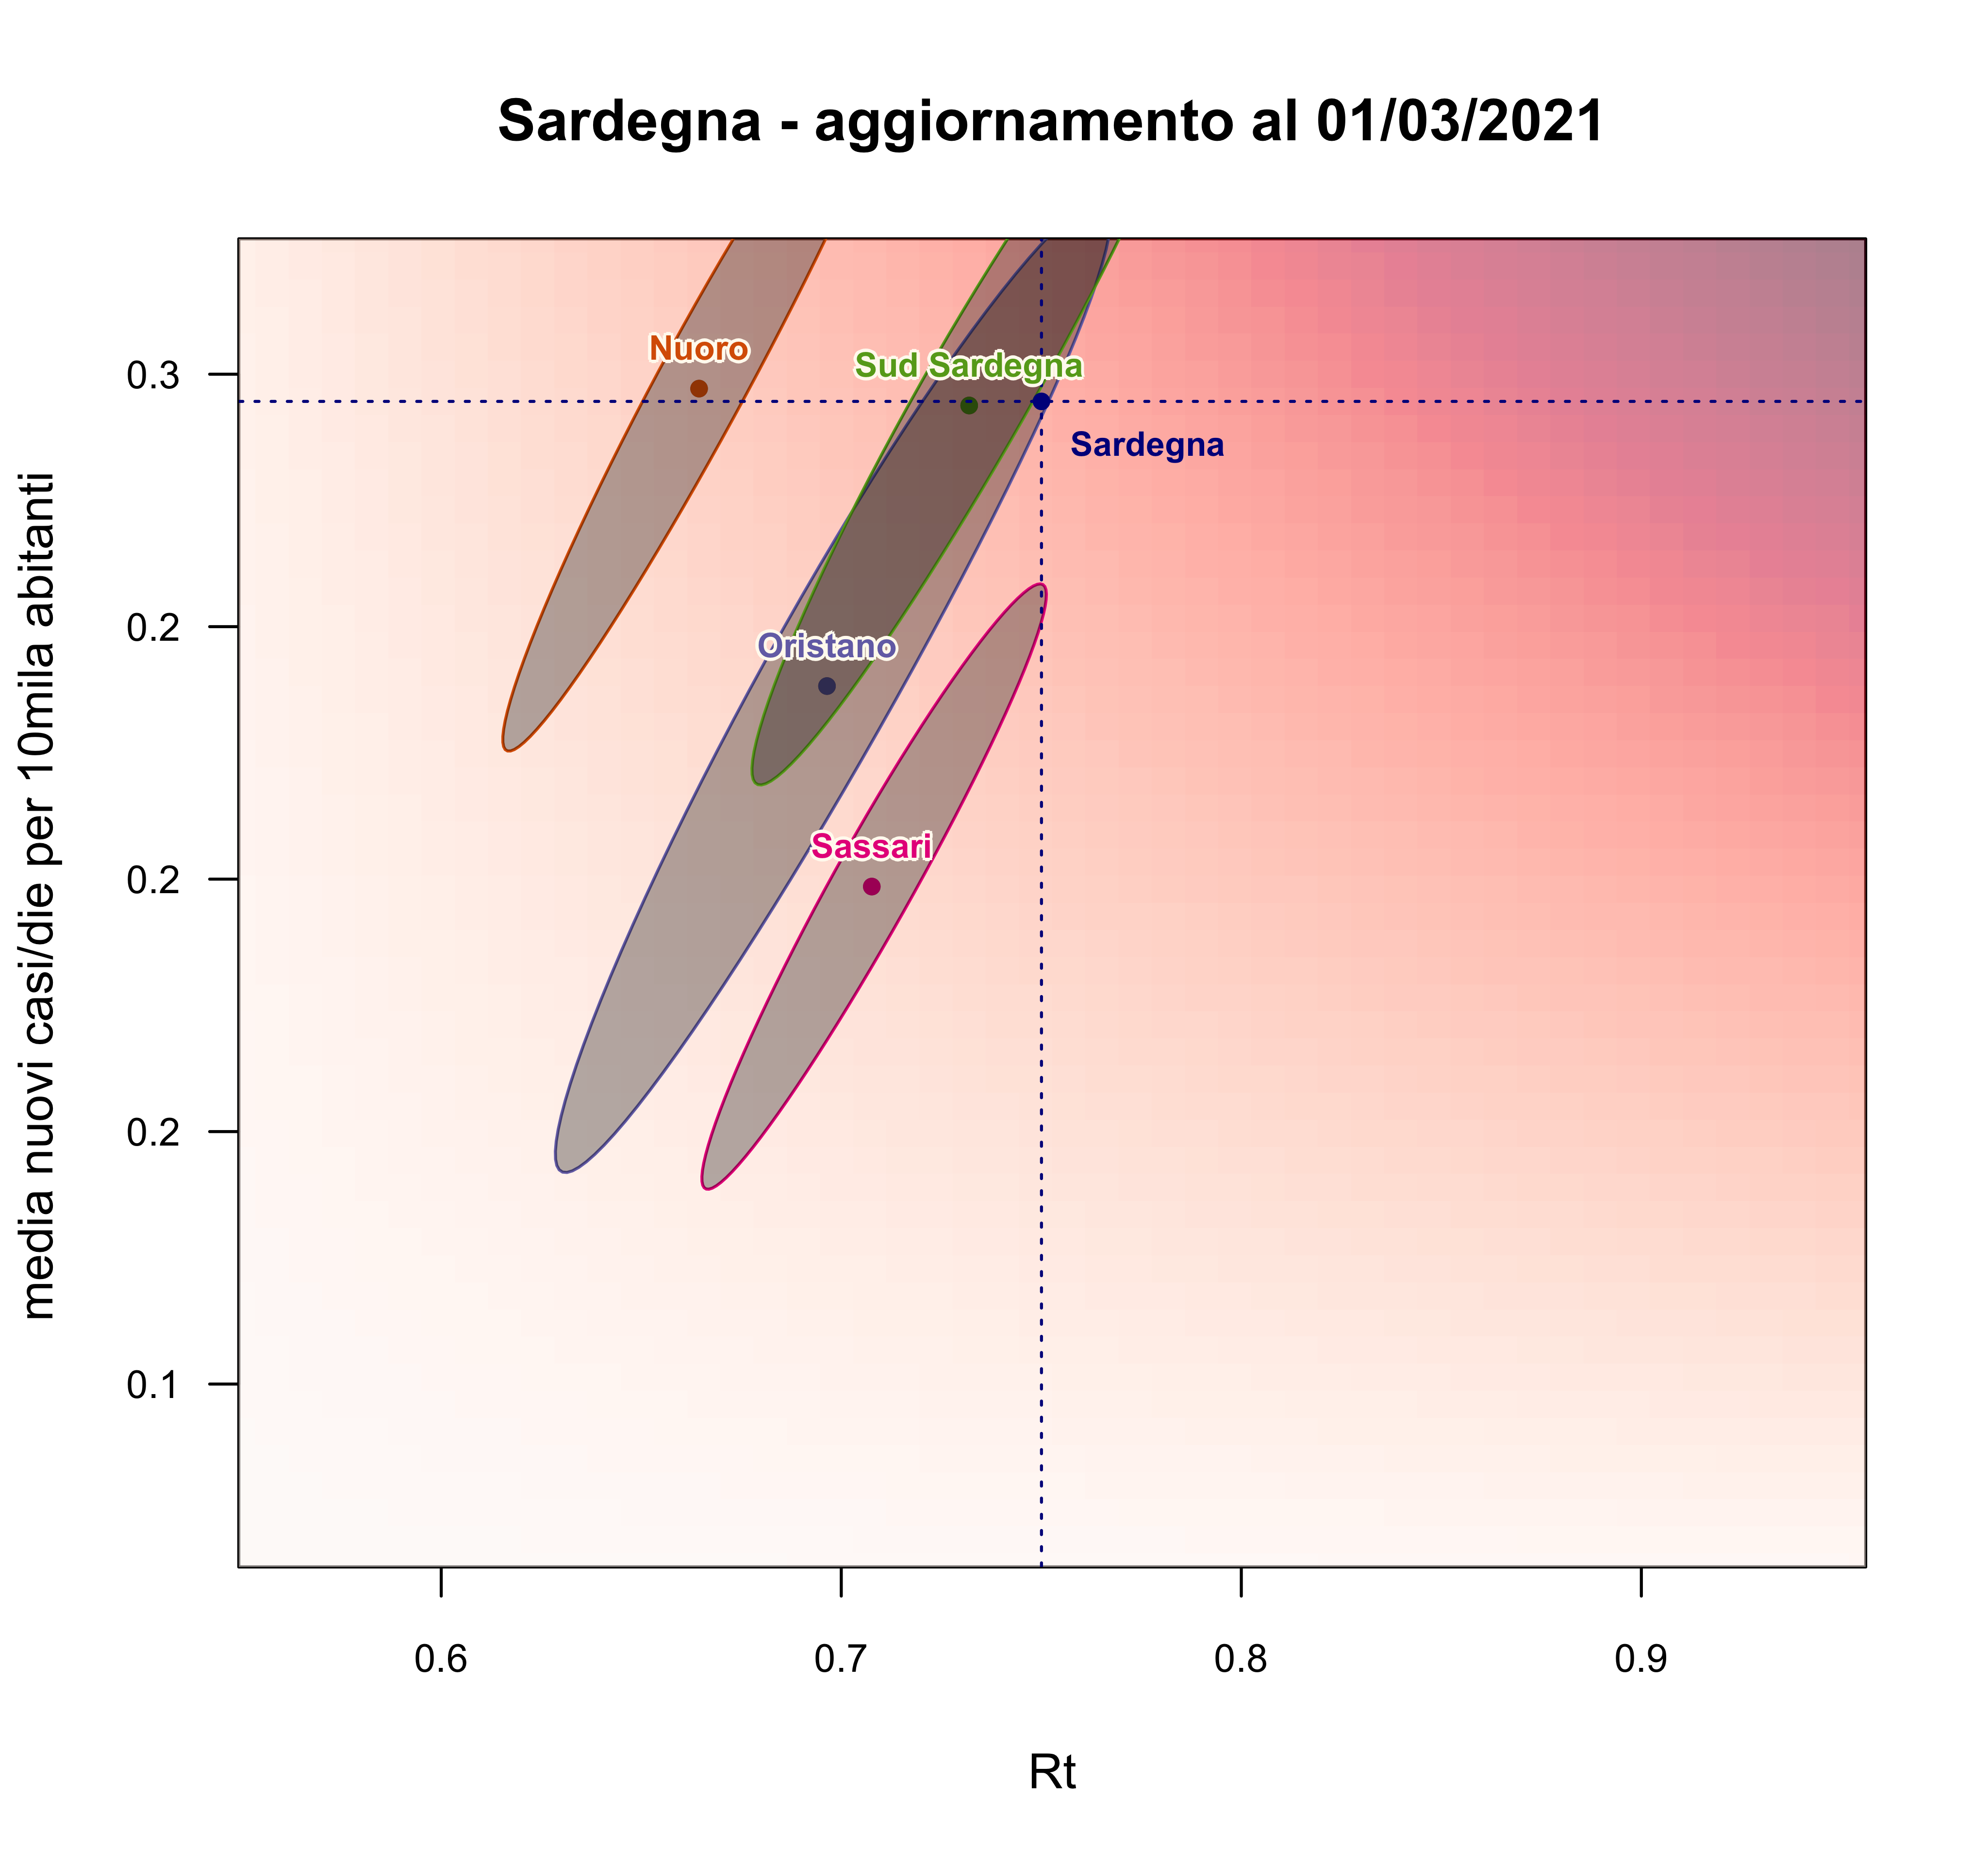 Sardegna - aggiornamento al 01/03/2021
media nuovi casi/die per 10mila abitanti
0.3
0.2
0.2
0.2
0.1
Nuoro
Sud Sardegna
Sardegna
Oristano
Sassari
0.6 0.7 0.8 0.9
Rt